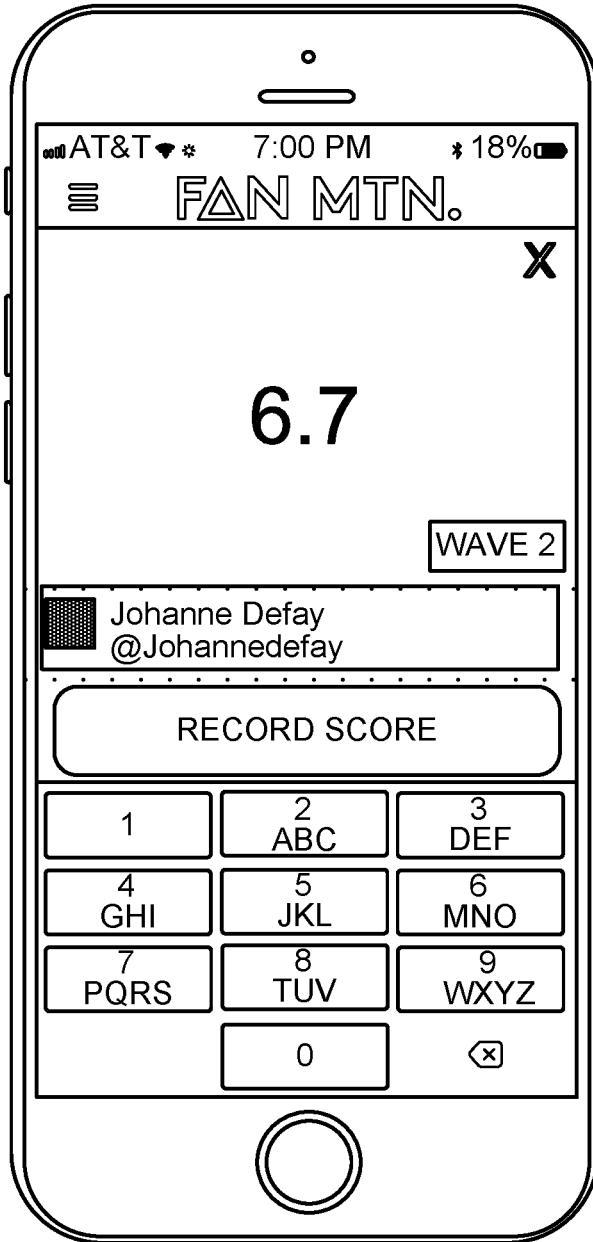 AT&T 7:00 PM 18%
FAN MTN.
X
6.7
WAVE 2
Johanne Defay
@Johannedefay
RECORD SCORE
1 2 3
ABC DEF
4 5 6
GHI JKL MNO
7 8 9
PQRS TUV WXYZ
0